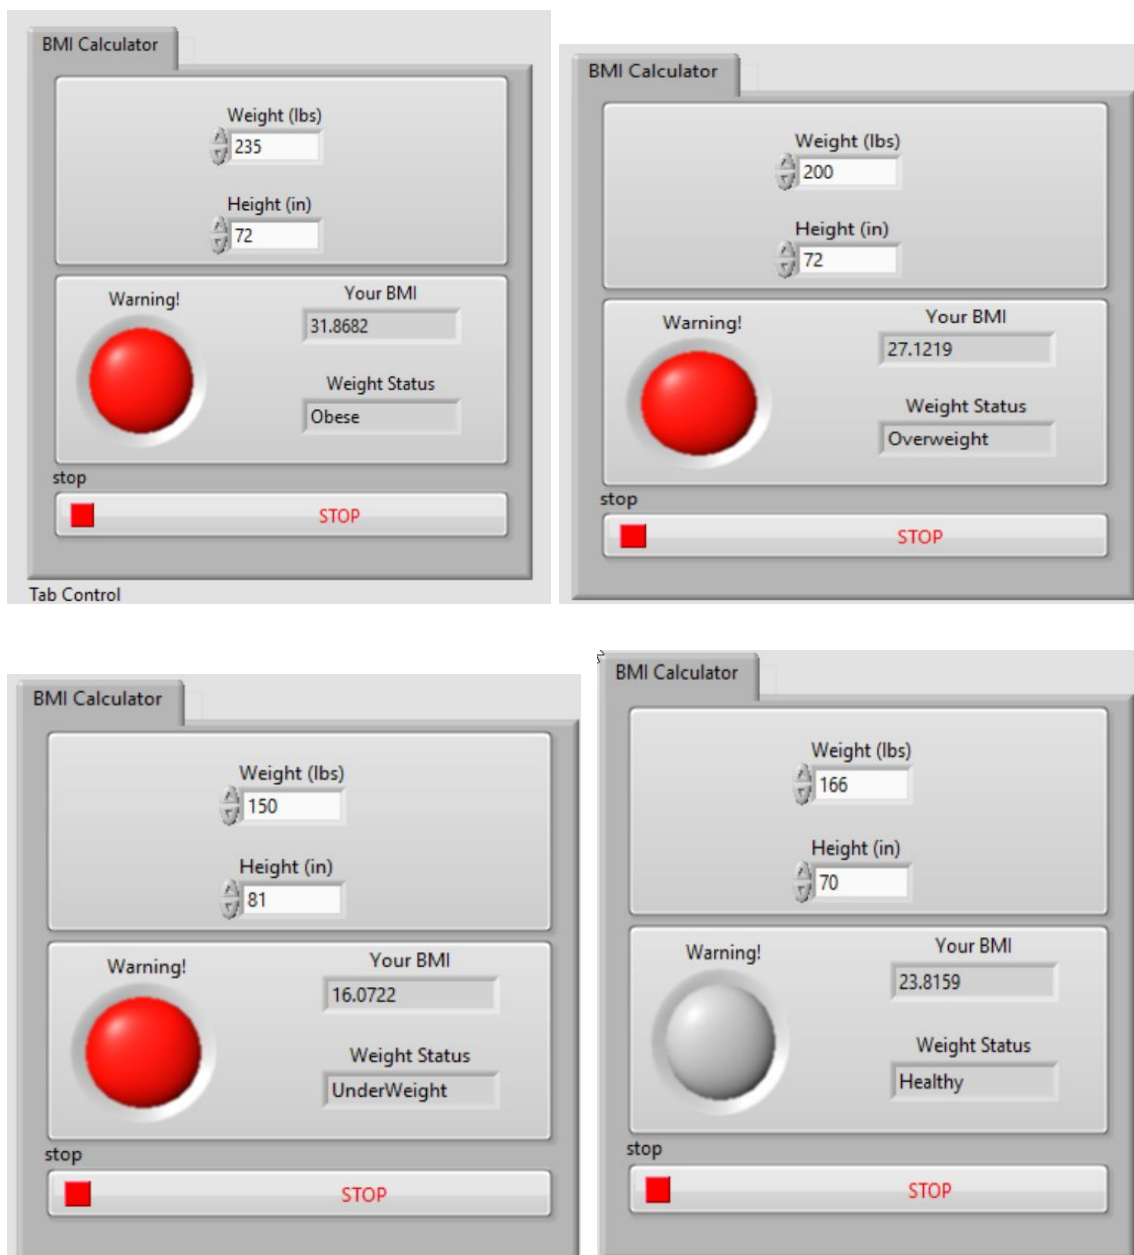 BMI Calculator
Weight (lbs)
235
Height (in)
72
Warning!
Your BMI
31.8682
Weight Status
Obese
stop
STOP
Tab Control
BMI Calculator
Weight (lbs)
200
Height (in)
72
Warning!
Your BMI
27.1219
Weight Status
Overweight
stop
STOP
BMI Calculator
Weight (lbs)
150
Height (in)
81
Warning!
Your BMI
16.0722
Weight Status
UnderWeight
stop
STOP
BMI Calculator
Weight (lbs)
166
Height (in)
70
Warning!
Your BMI
23.8159
Weight Status
Healthy
stop
STOP